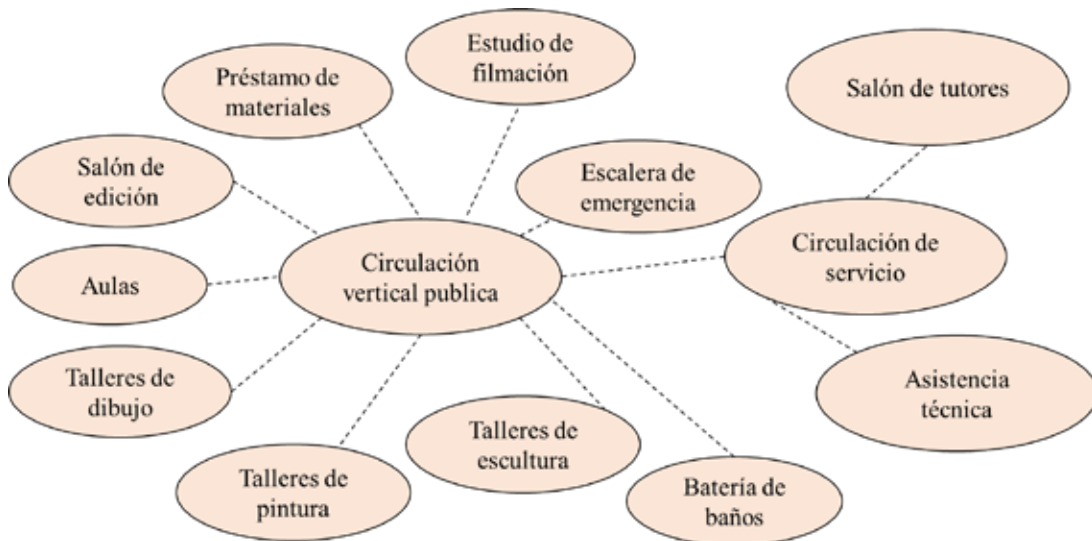 Estudio de
filmación
Préstamo de
materiales
Salón de tutores
Salón de
edición
Escalera de
emergencia
Circulación de
servicio
Circulación
vertical publica
Aulas
Talleres de
dibujo
Asistencia
técnica
Talleres de
escultura
Talleres de
pintura
Batería de
baños